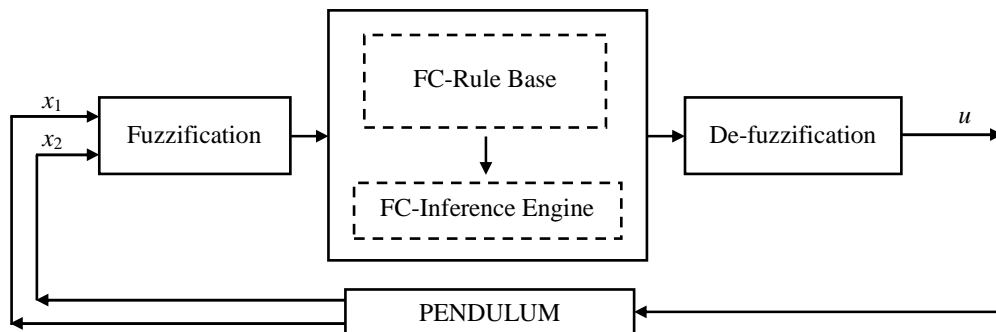 FC-Rule Base
x1
Fuzzification
De-fuzzification
u
x2
FC-Inference Engine
PENDULUM